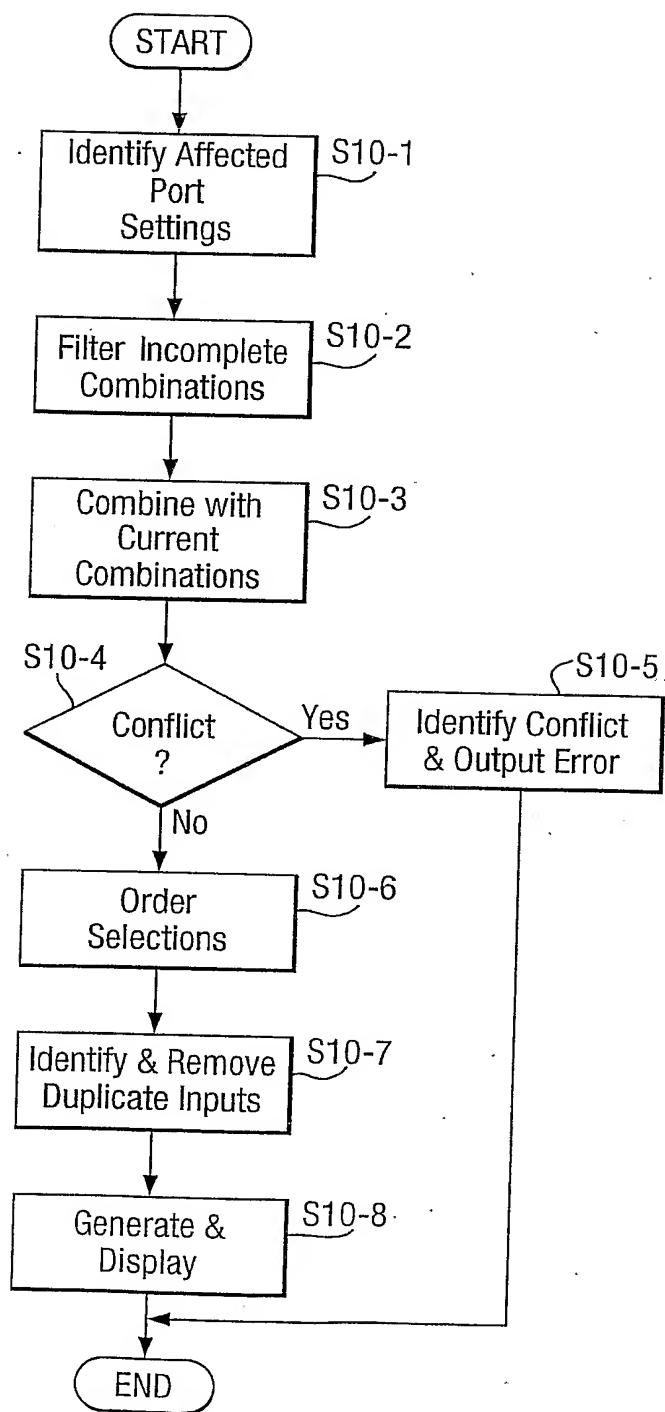 START
Identify Affected
Port
Settings
S10-1
Filter Incomplete
Combinations
S10-2
Combine with
Current
Combinations
S10-3
S10-4
Conflict
?
Yes
No
S10-5
Identify Conflict
& Output Error
Order
Selections
S10-6
Identify & Remove
Duplicate Inputs
S10-7
Generate &
Display
S10-8
END